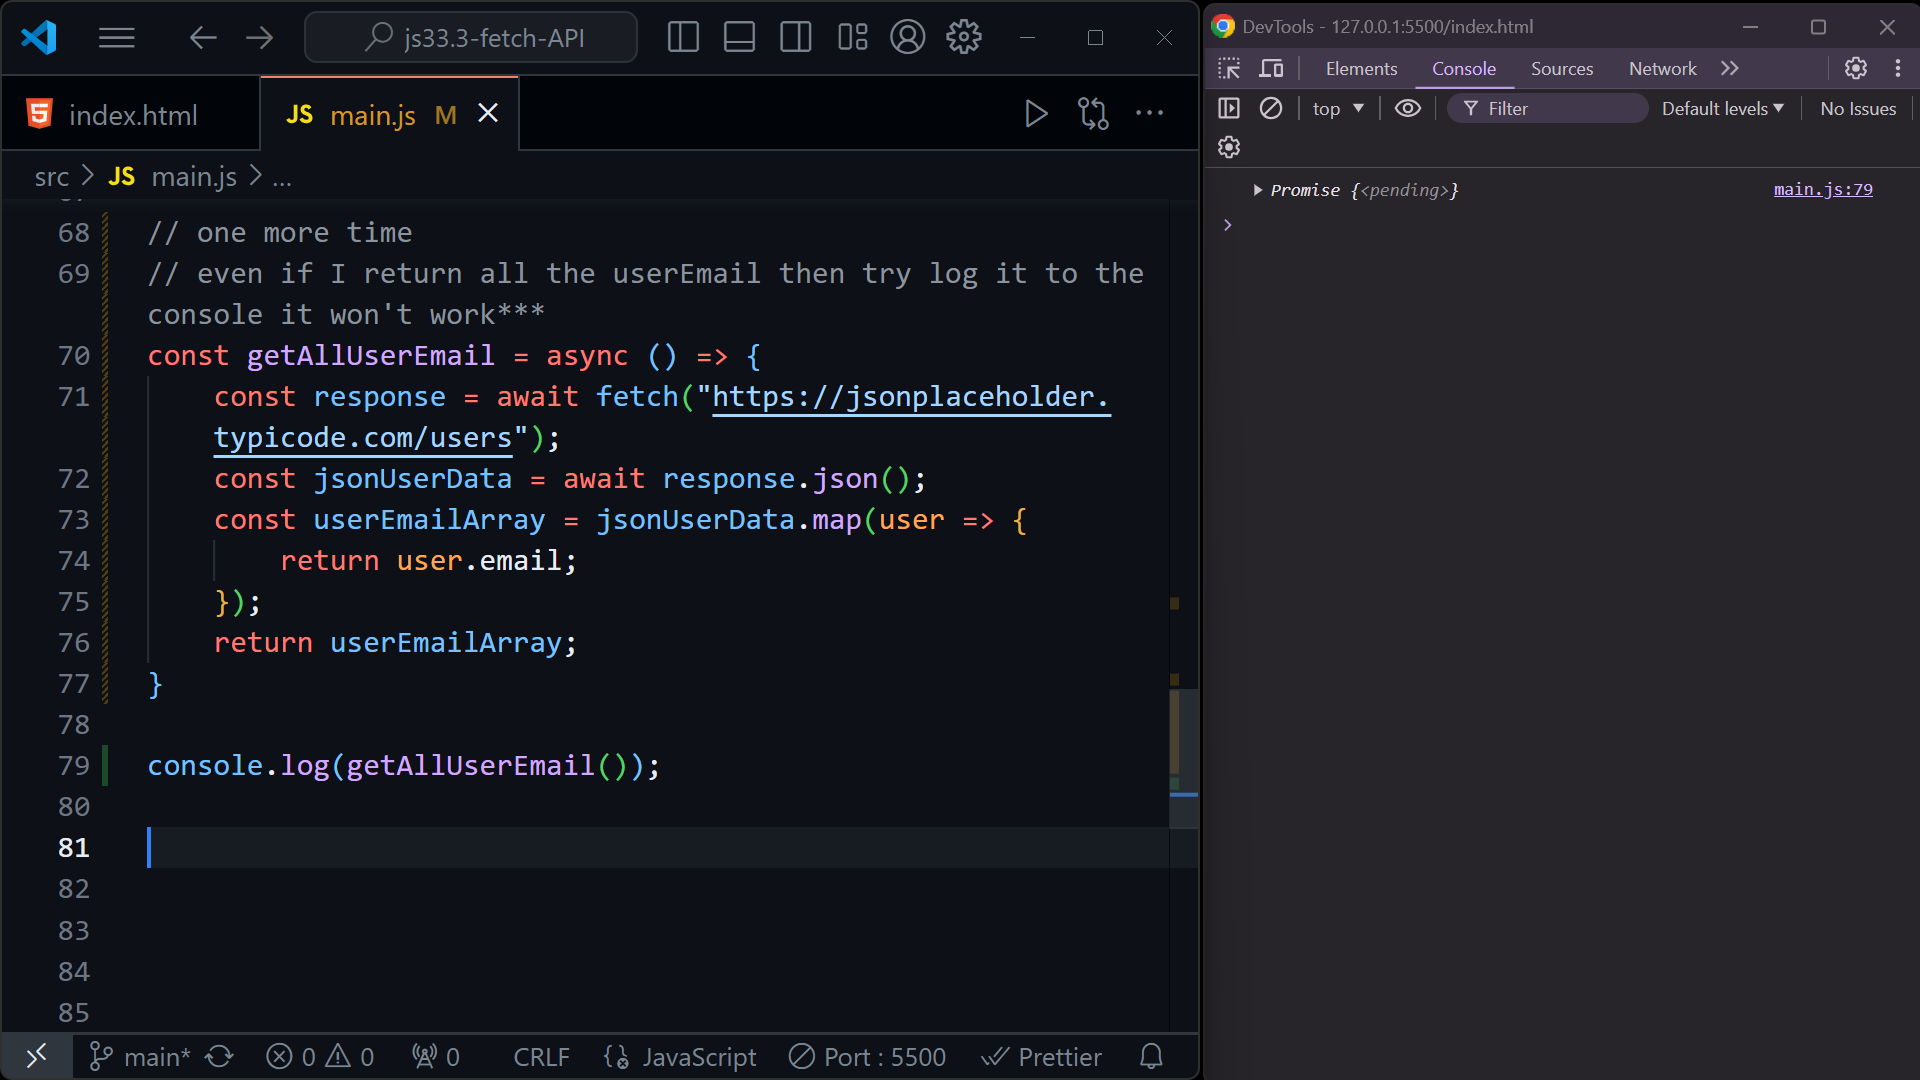 js33.3-fetch-API
index.html
JS main.js M
src > JS main.js > ...
68 // one more time
69 // even if I return all the userEmail then try log it to the
console it won't work***
70 const getAllUserEmail = async () => {
71 const response = await fetch("https://jsonplaceholder.
typicode.com/users");
72 const jsonUserData = await response.json();
73 const userEmailArray = jsonUserData.map(user => {
74 return user.email;
75 });
76 return userEmailArray;
77 }
78
79 console.log(getAllUserEmail());
80
81
82
83
84
85
main* 0 0 0 CRLF JavaScript Port : 5500 Prettier
DevTools - 127.0.0.1:5500/index.html
Elements Console Sources Network
top Filter Default levels No Issues
Promise {<pending>} main.js:79